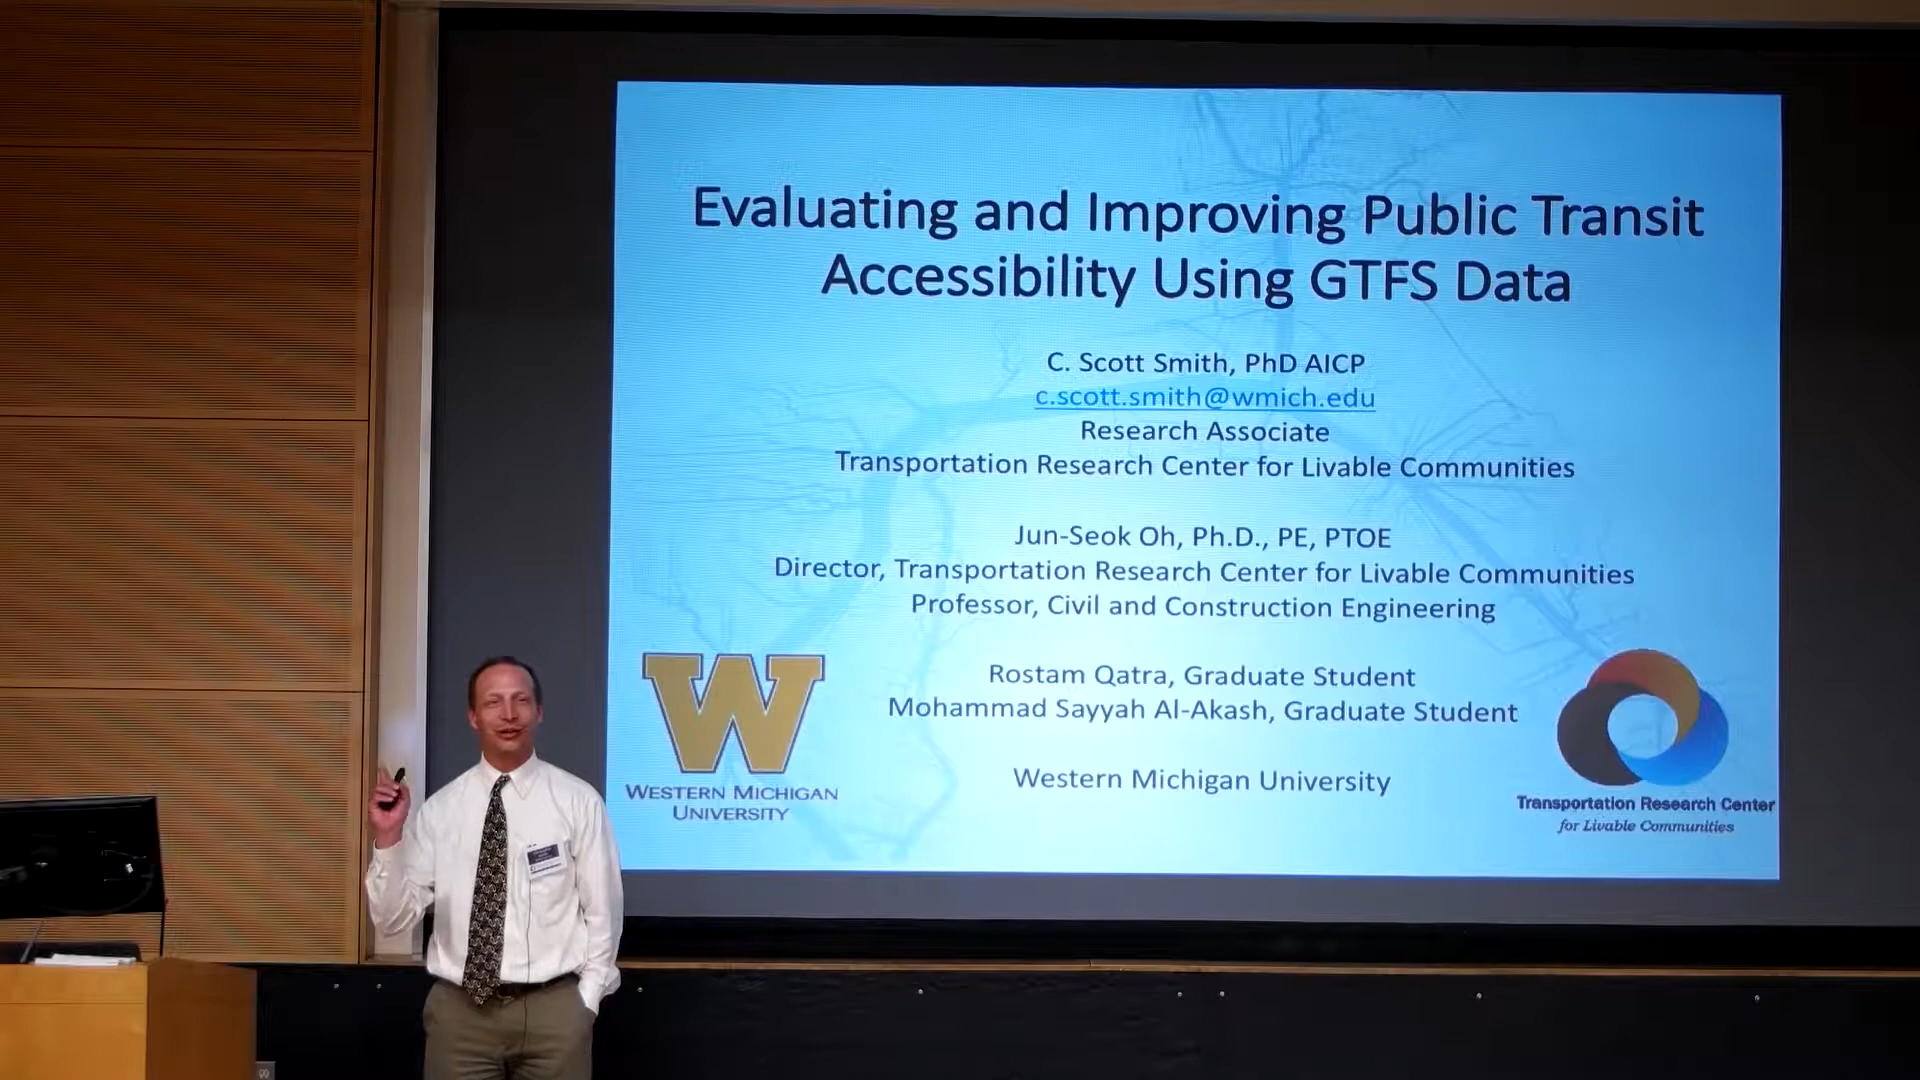 Evaluating and Improving Public Transit
Accessibility Using GTFS Data
C. Scott Smith, PhD AICP
c.scott.smith@wmich.edu
Research Associate
Transportation Research Center for Livable Communities
Jun-Seok Oh, Ph.D., PE, PTOE
Director, Transportation Research Center for Livable Communities
Professor, Civil and Construction Engineering
Rostam Qatra, Graduate Student
Mohammad Sayyah Al-Akash, Graduate Student
Western Michigan University
W
WESTERN MICHIGAN
UNIVERSITY
Transportation Research Center
for Livable Communities